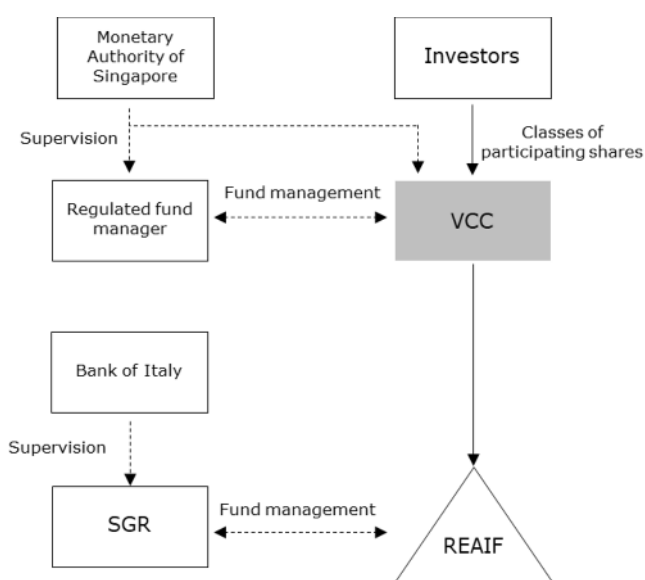 Monetary
Authority of
Singapore
Investors
Supervision
Classes of
participating shares
Regulated fund
manager
Fund management
VCC
Bank of Italy
Supervision
SGR
Fund management
REAIF